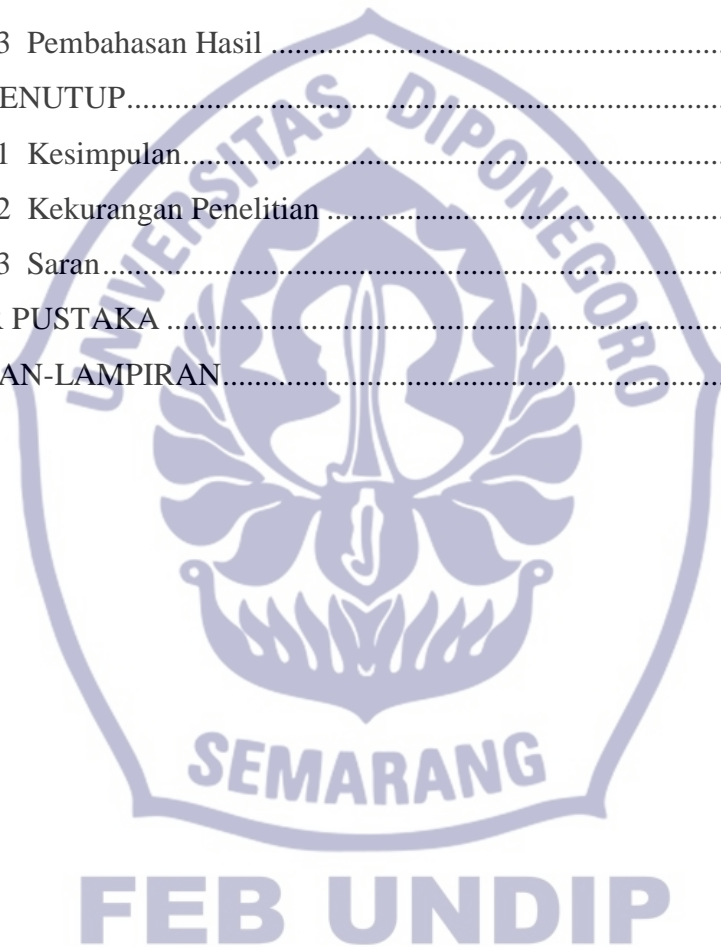 3 Pembahasan Hasil ................................................................
ENUTUP................................................................
1 Kesimpulan................................................................
2 Kekurangan Penelitian ................................................................
3 Saran................................................................
R PUSTAKA ................................................................
AN-LAMPIRAN................................................................
UNIVERSITAS DIPONEGORO
SEMARANG
FEB UNDIP